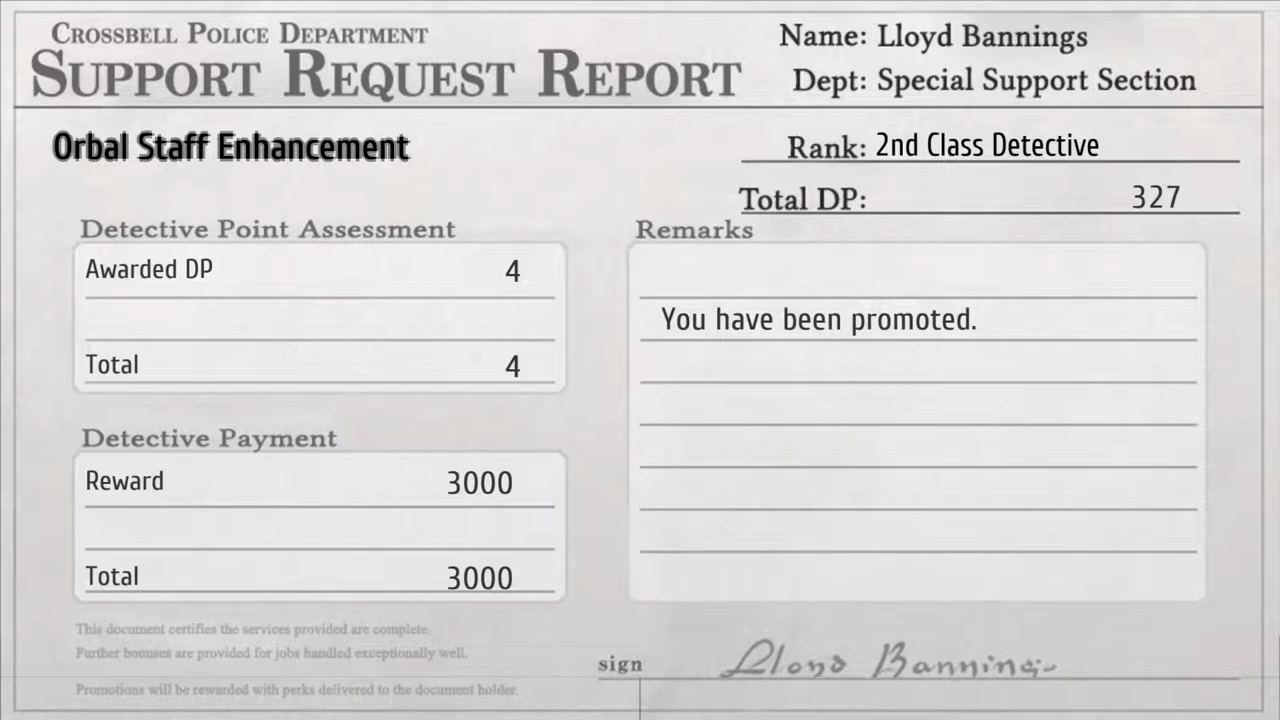 CROSSBELL POLICE DEPARTMENT
SUPPORT REQUEST REPORT
Name: Lloyd Bannings
Dept: Special Support Section
Orbal Staff Enhancement
Rank: 2nd Class Detective
Total DP: 327
Detective Point Assessment
Awarded DP 4
Total 4
Remarks
You have been promoted.
Detective Payment
Reward 3000
Total 3000
This document certifies the services provided are complete.
Further bonuses are provided for jobs handled exceptionally well.
Promotions will be rewarded with perks delivered to the document holder.
sign Lloyd Bannings